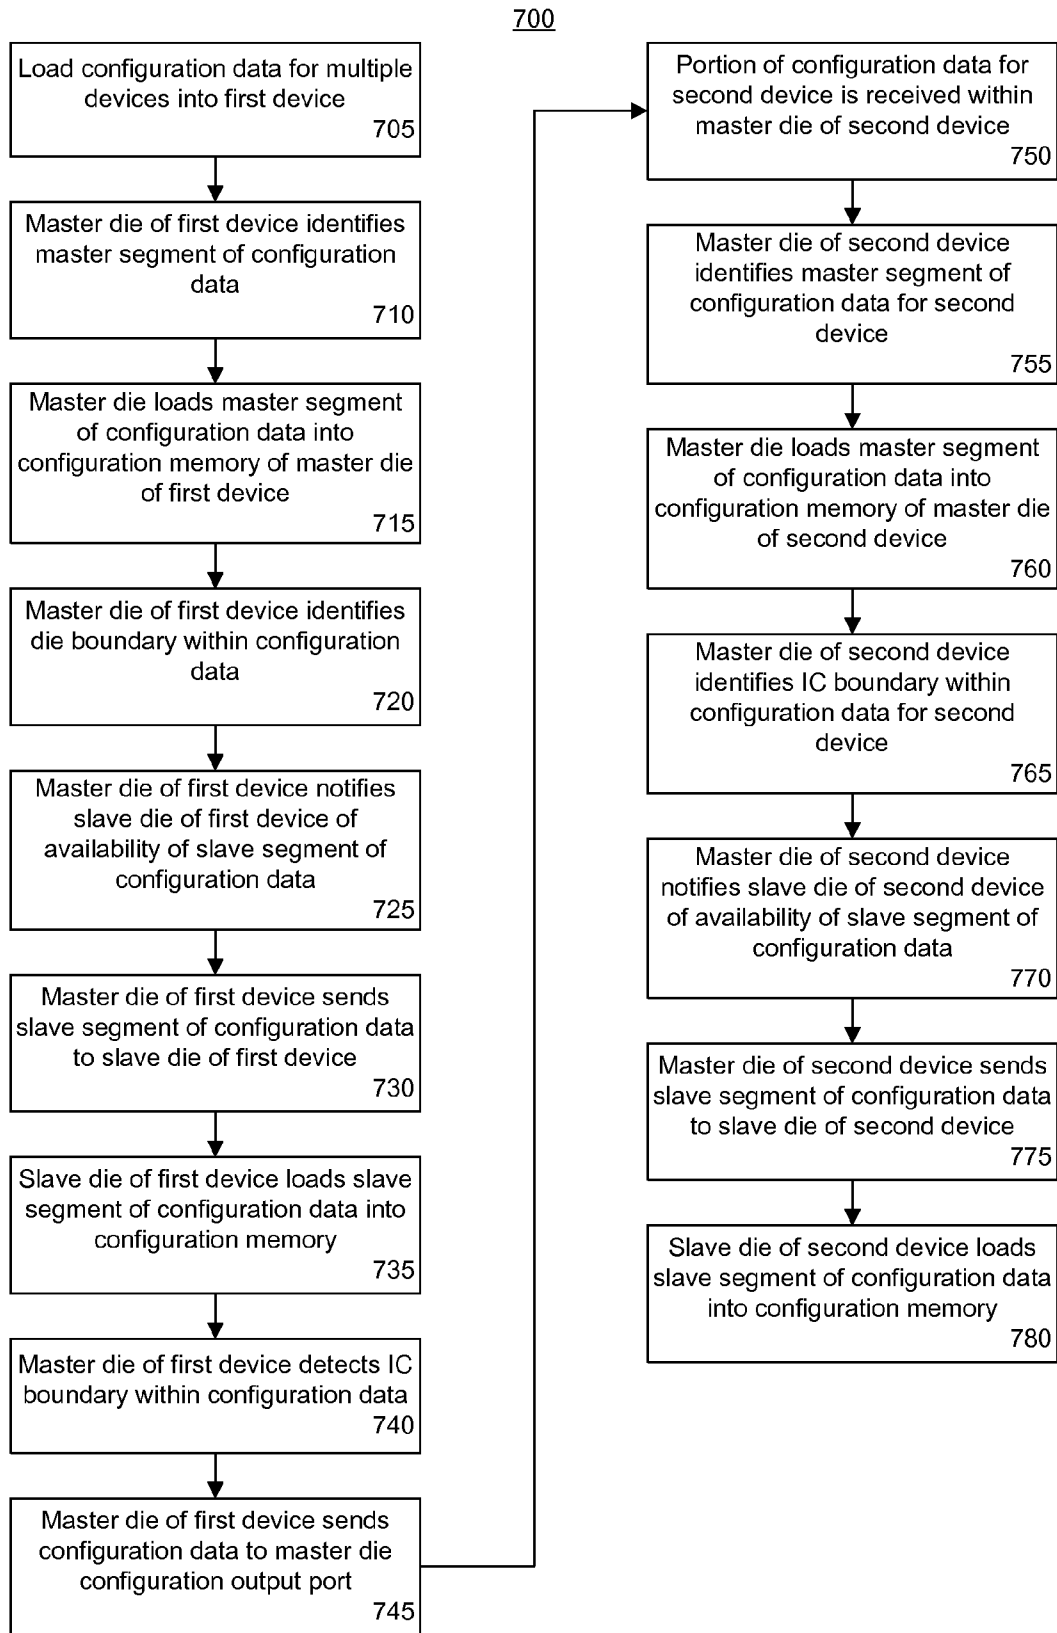 700
Load configuration data for multiple
devices into first device
705
Master die of first device identifies
master segment of configuration
data
710
Master die loads master segment
of configuration data into
configuration memory of master die
of first device
715
Master die of first device identifies
die boundary within configuration
data
720
Master die of first device notifies
slave die of first device of
availability of slave segment of
configuration data
725
Master die of first device sends
slave segment of configuration data
to slave die of first device
730
Slave die of first device loads slave
segment of configuration data into
configuration memory
735
Master die of first device detects IC
boundary within configuration data
740
Master die of first device sends
configuration data to master die
configuration output port
745
Portion of configuration data for
second device is received within
master die of second device
750
Master die of second device
identifies master segment of
configuration data for second
device
755
Master die loads master segment
of configuration data into
configuration memory of master die
of second device
760
Master die of second device
identifies IC boundary within
configuration data for second
device
765
Master die of second device
notifies slave die of second device
of availability of slave segment of
configuration data
770
Master die of second device sends
slave segment of configuration data
to slave die of second device
775
Slave die of second device loads
slave segment of configuration data
into configuration memory
780